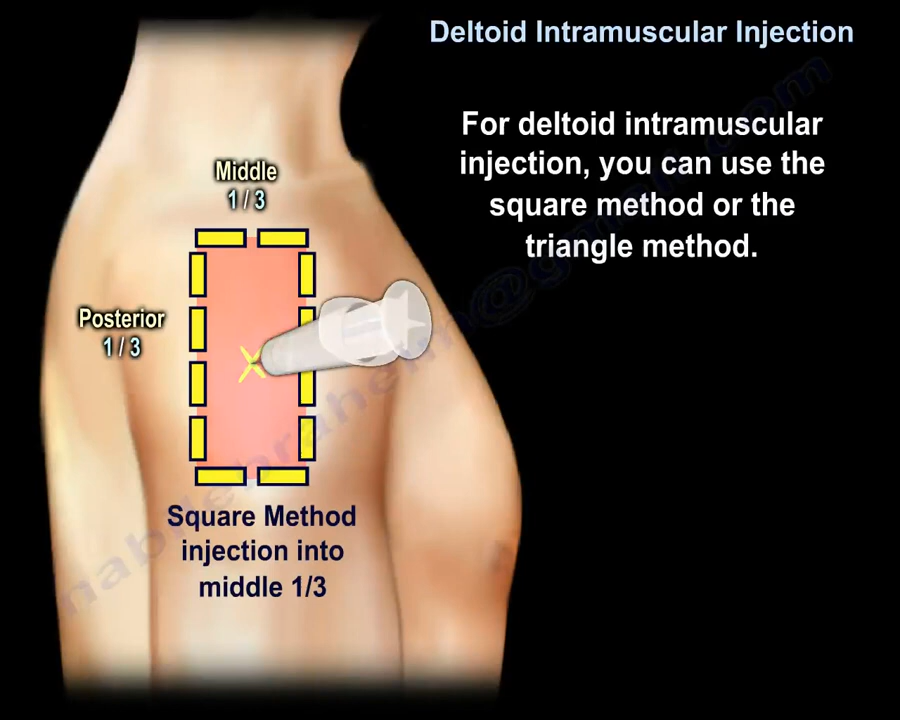 Deltoid Intramuscular Injection
For deltoid intramuscular
injection, you can use the
square method or the
triangle method.
Middle
1 / 3
Posterior
1 / 3
Square Method
injection into
middle 1/3